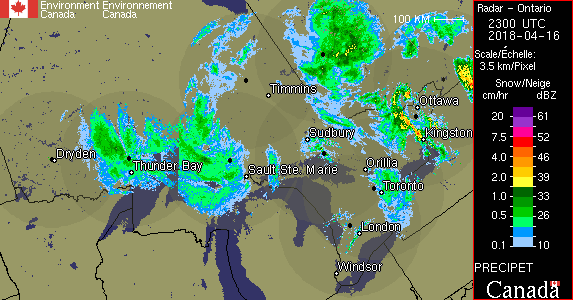 Environment Environnement
Canada Canada
100 KM
Timmins
Ottawa
Sudbury
Kingston
Dryden
Thunder Bay
Sault Ste. Marie
Orillia
Toronto
London
Windsor
Radar - Ontario
2300 UTC
2018-04-16
Scale/Échelle:
3.5 km/Pixel
Snow/Neige
cm/hr dBZ
20 61
7.5 52
4.0 46
2.0 39
1.0 33
0.5 26
0.1 10
PRECIPET
Canada